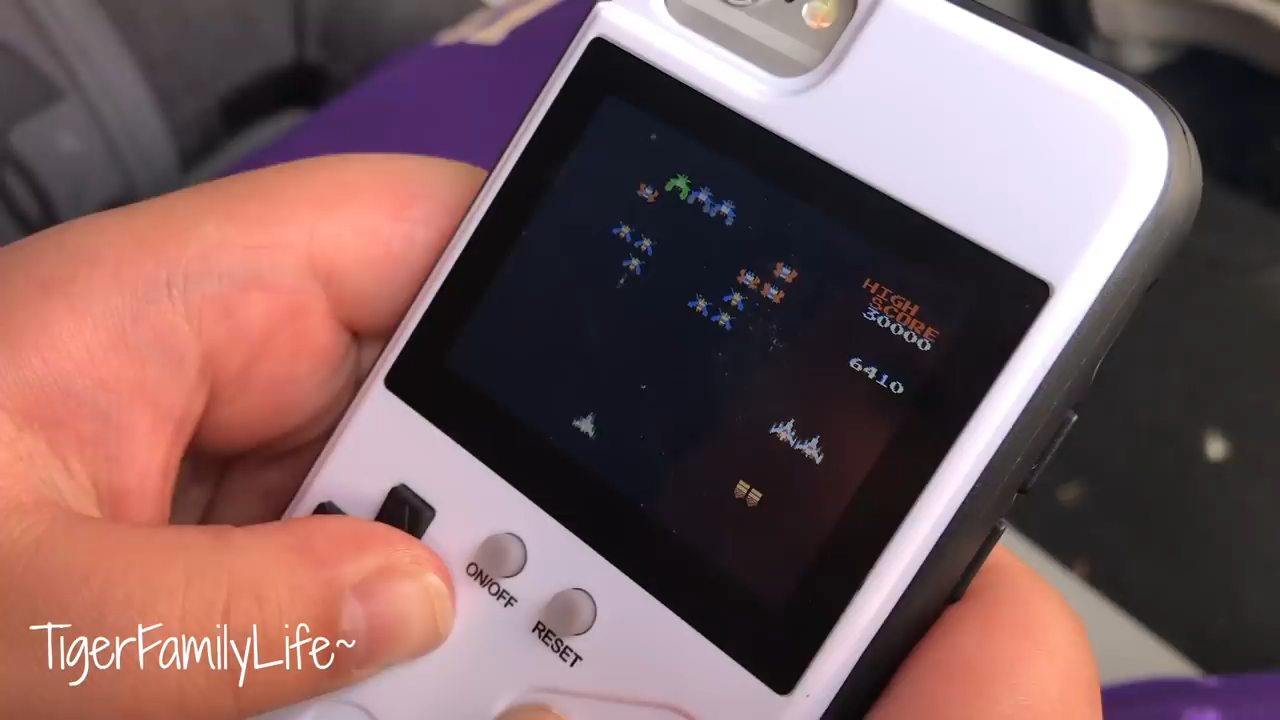 HIGH
SCORE
30000
6410
ON/OFF
RESET
TigerFamilyLife~